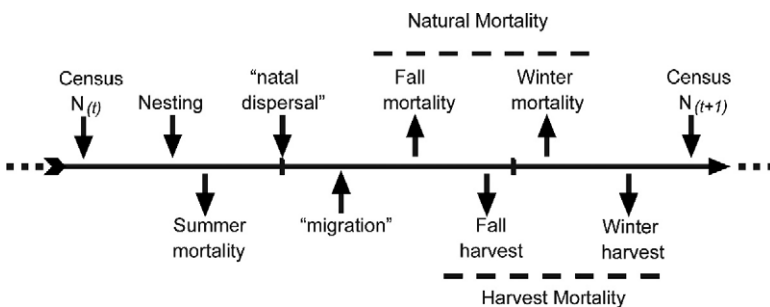 Natural Mortality
Census
N(t)
Nesting
"natal
dispersal"
Fall
mortality
Winter
mortality
Census
N(t+1)
Summer
mortality
"migration"
Fall
harvest
Winter
harvest
Harvest Mortality